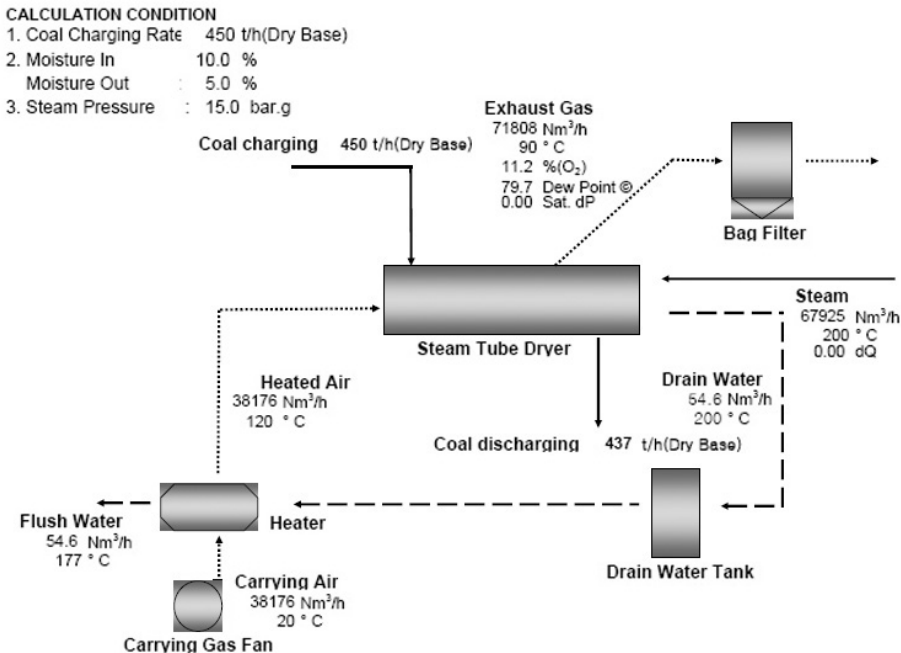 CALCULATION CONDITION
1. Coal Charging Rate 450 t/h(Dry Base)
2. Moisture In 10.0 %
Moisture Out : 5.0 %
3. Steam Pressure : 15.0 bar.g
Coal charging 450 t/h(Dry Base)
Exhaust Gas
71808 Nm³/h
90 ° C
11.2 %(O₂)
79.7 Dew Point ©
0.00 Sat. dP
Bag Filter
Steam Tube Dryer
Steam
67925 Nm³/h
200 ° C
0.00 dQ
Heated Air
38176 Nm³/h
120 ° C
Drain Water
54.6 Nm³/h
200 ° C
Coal discharging 437 t/h(Dry Base)
Flush Water
54.6 Nm³/h
177 ° C
Heater
Drain Water Tank
Carrying Air
38176 Nm³/h
20 ° C
Carrying Gas Fan